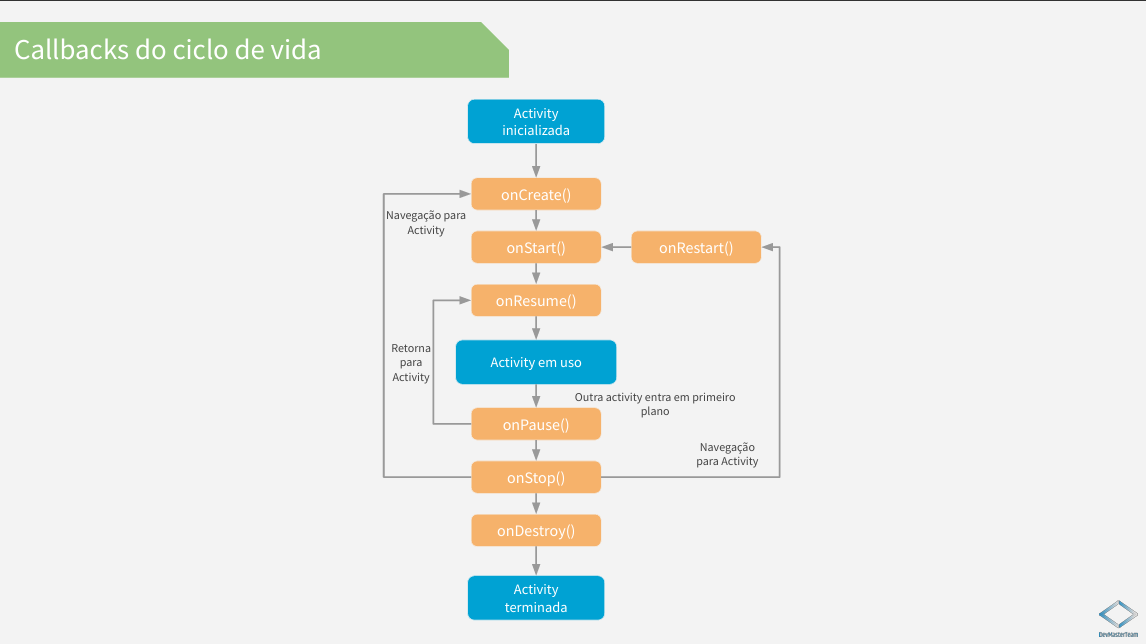 Callbacks do ciclo de vida
Activity
inicializada
onCreate()
Navegação para
Activity
onStart()
onRestart()
onResume()
Retorna
para
Activity
Activity em uso
Outra activity entra em primeiro
plano
onPause()
Navegação
para Activity
onStop()
onDestroy()
Activity
terminada
DevMasterTeam